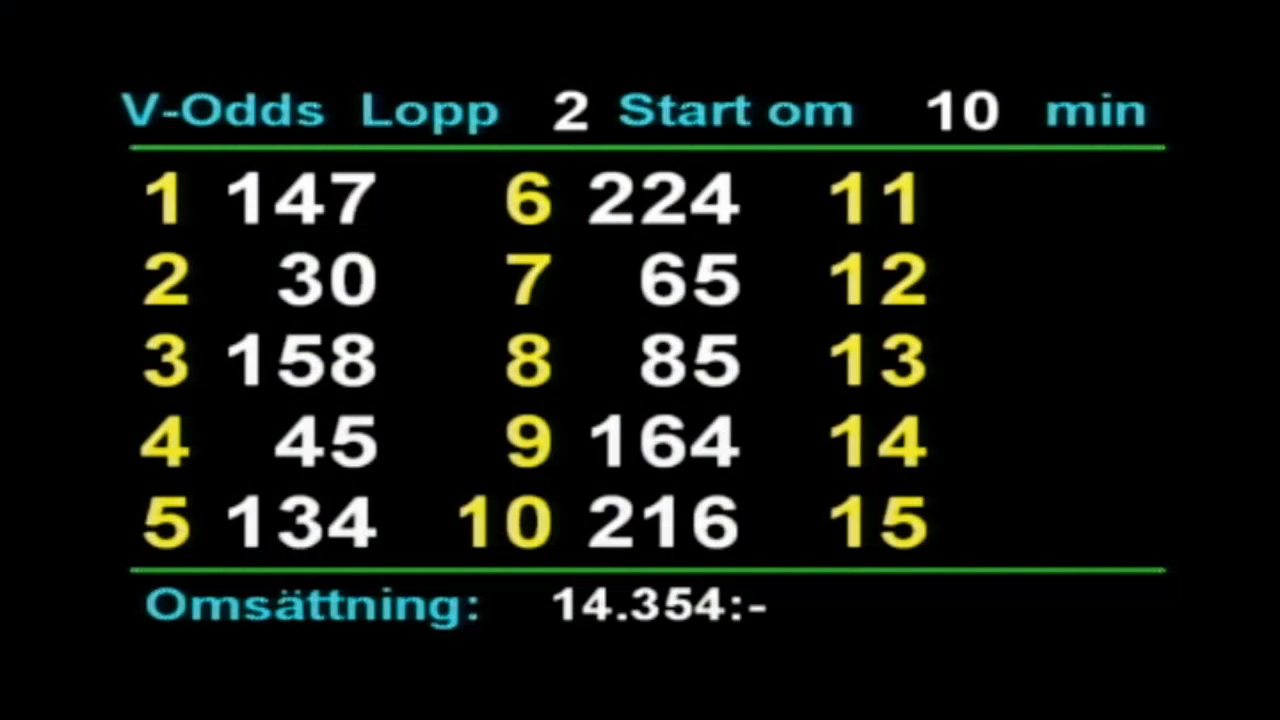 V-Odds Lopp 2 Start om 10 min
1 147 6 224 11
2 30 7 65 12
3 158 8 85 13
4 45 9 164 14
5 134 10 216 15
Omsättning: 14.354:-